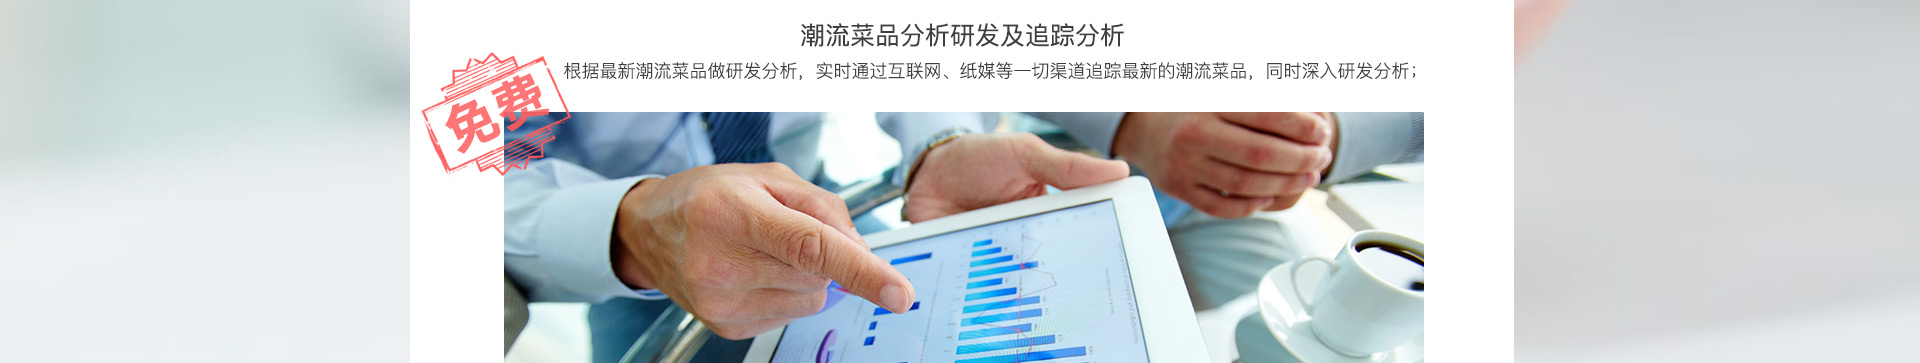 潮流菜品分析研发及追踪分析
根据最新潮流菜品做研发分析，实时通过互联网、纸媒等一切渠道追踪最新的潮流菜品，同时深入研发分析；
免费